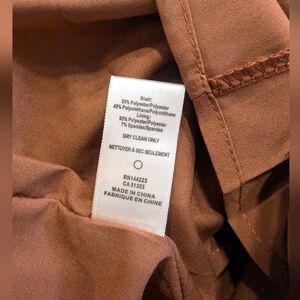 Shell:
55% Polyester/Polyester
45% Polyurethane/Polyurethane
Lining:
93% Polyester/Polyester
7% Spandex/Spandex
DRY CLEAN ONLY
NETTOYER À SEC SEULEMENT
RN144223
CA 51353
MADE IN CHINA
FABRIQUE EN CHINE